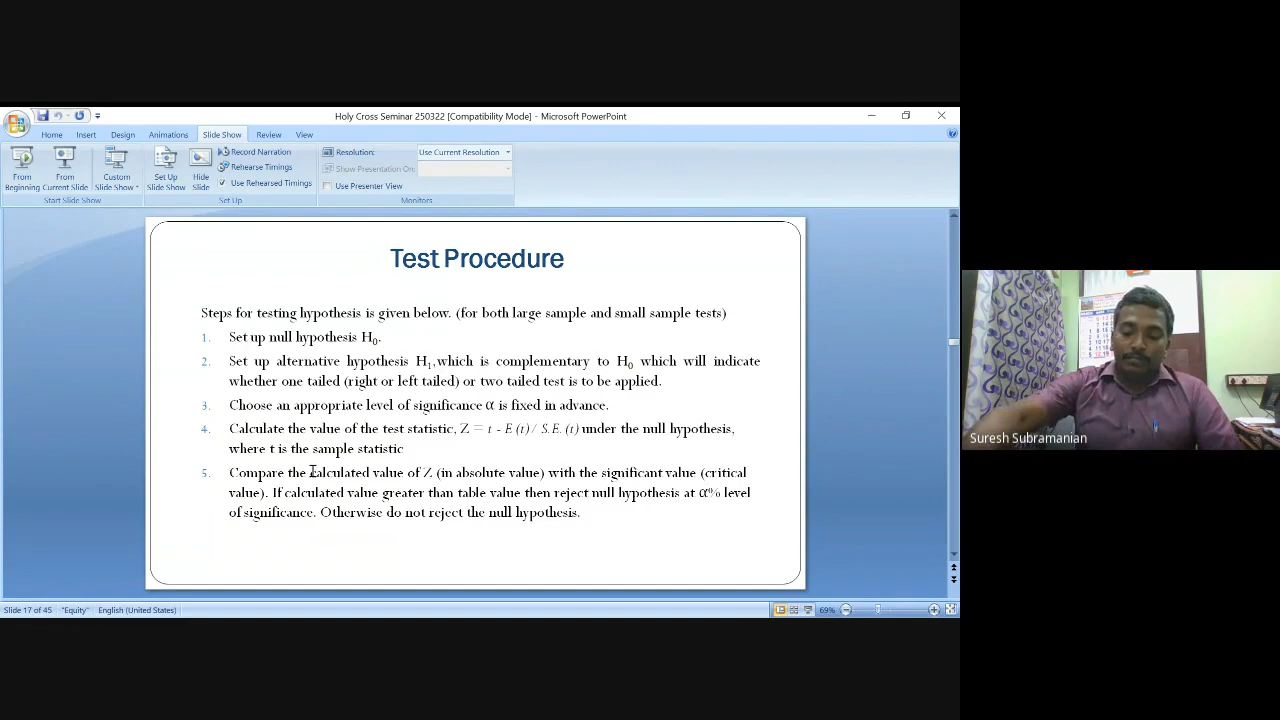 Holy Cross Seminar 250322 [Compatibility Mode] - Microsoft PowerPoint
Home Insert Design Animations Slide Show Review View
From Beginning
From Current Slide
Custom Slide Show
Start Slide Show
Set Up Slide Show
Hide Slide
Record Narration
Rehearse Timings
Use Rehearsed Timings
Set Up
Resolution: Use Current Resolution
Show Presentation On:
Use Presenter View
Monitors
Test Procedure
Steps for testing hypothesis is given below. (for both large sample and small sample tests)
1. Set up null hypothesis H0.
2. Set up alternative hypothesis H1,which is complementary to H0 which will indicate
whether one tailed (right or left tailed) or two tailed test is to be applied.
3. Choose an appropriate level of significance α is fixed in advance.
4. Calculate the value of the test statistic, Z = t - E (t)/ S.E. (t) under the null hypothesis,
where t is the sample statistic
5. Compare the calculated value of Z (in absolute value) with the significant value (critical
value). If calculated value greater than table value then reject null hypothesis at α% level
of significance. Otherwise do not reject the null hypothesis.
Suresh Subramanian
Slide 17 of 45 "Equity" English (United States) 69%